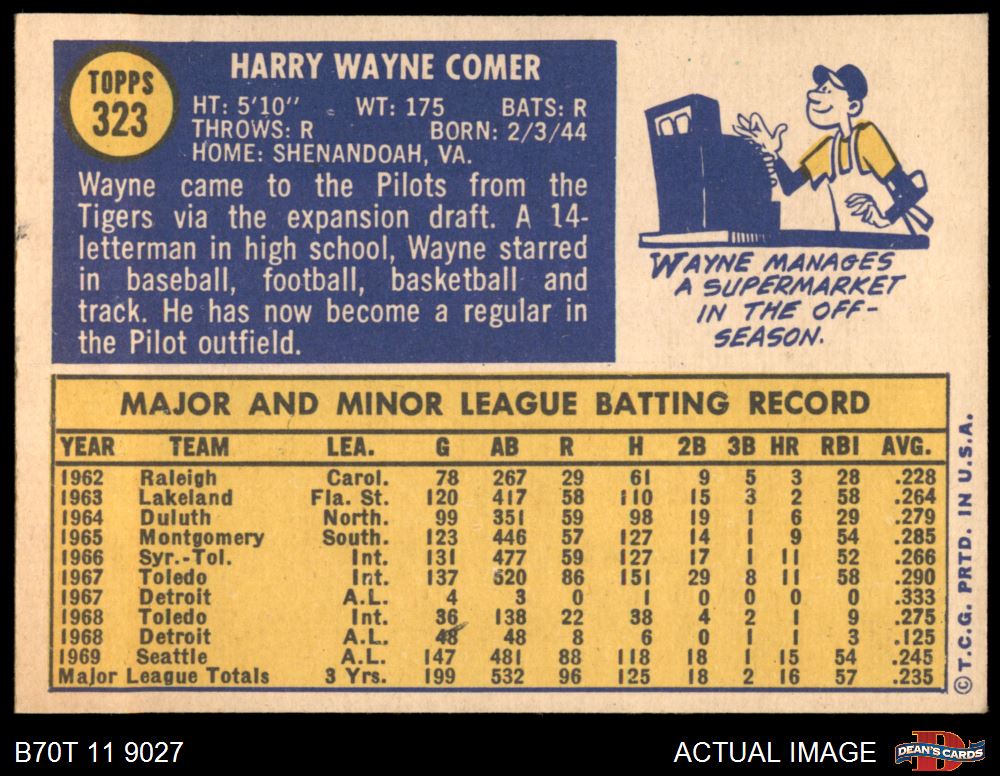 TOPPS
323
HARRY WAYNE COMER
HT: 5'10'' WT: 175 BATS: R
THROWS: R BORN: 2/3/44
HOME: SHENANDOAH, VA.
Wayne came to the Pilots from the
Tigers via the expansion draft. A 14-
letterman in high school, Wayne starred
in baseball, football, basketball and
track. He has now become a regular in
the Pilot outfield.
WAYNE MANAGES
A SUPERMARKET
IN THE OFF-
SEASON.
MAJOR AND MINOR LEAGUE BATTING RECORD
YEAR TEAM LEA. G AB R H 2B 3B HR RBI AVG.
1962 Raleigh Carol. 78 267 29 61 9 5 3 28 .228
1963 Lakeland Fla. St. 120 417 58 110 15 3 2 58 .264
1964 Duluth North. 99 351 59 98 19 1 6 29 .279
1965 Montgomery South. 123 446 57 127 14 1 9 54 .285
1966 Syr.-Tol. Int. 131 477 59 127 17 1 11 52 .266
1967 Toledo Int. 137 520 86 151 29 8 11 58 .290
1967 Detroit A.L. 4 3 0 1 0 0 0 0 .333
1968 Toledo Int. 36 138 22 38 4 2 1 9 .275
1968 Detroit A.L. 48 48 8 6 0 1 1 3 .125
1969 Seattle A.L. 147 481 88 118 18 1 15 54 .245
Major League Totals 3 Yrs. 199 532 96 125 18 2 16 57 .235
© T.C.G. PRTD. IN U.S.A.
B70T 11 9027
ACTUAL IMAGE
D
DEAN'S CARDS